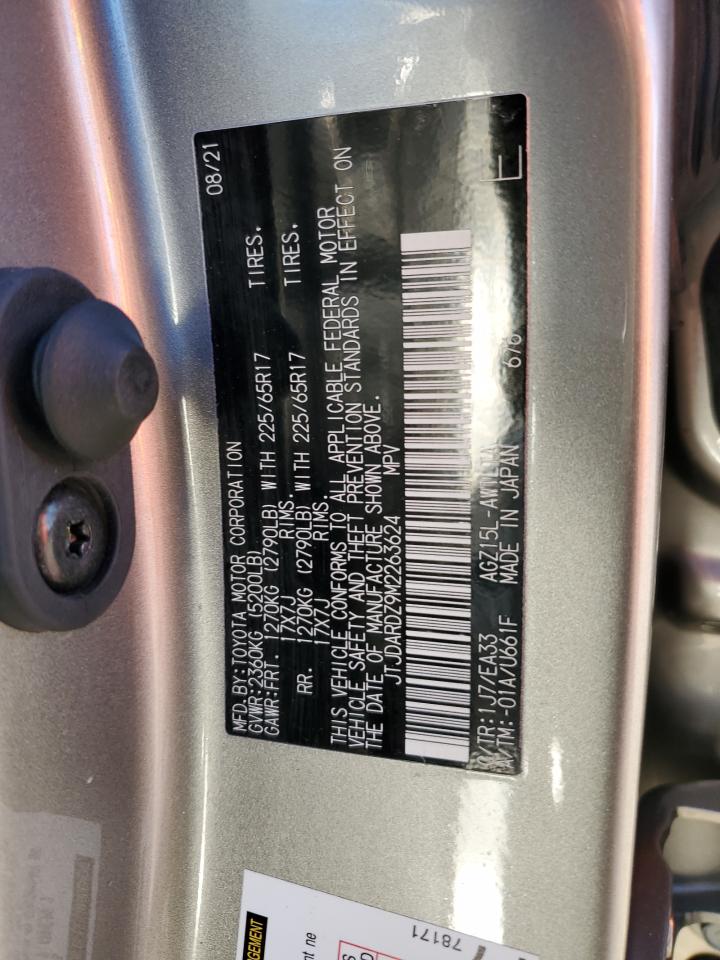 08/21
MFD.BY:TOYOTA MOTOR CORPORATION
GVWR:2360KG (5200LB)
GAWR:FRT. 1270KG (2790LB) WITH 225/65R17 TIRES.
17X7J RIMS.
RR. 1270KG (2790LB) WITH 225/65R17 TIRES.
17X7J RIMS.
THIS VEHICLE CONFORMS TO ALL APPLICABLE FEDERAL MOTOR
VEHICLE SAFETY AND THEFT PREVENTION STANDARDS IN EFFECT ON
THE DATE OF MANUFACTURE SHOWN ABOVE.
JTJDARDZ9M2263624 MPV
C/TR:1J7/EA33 AGZ15L-
A/TM:-01A/U661F MADE IN JAPAN 676
E
78171